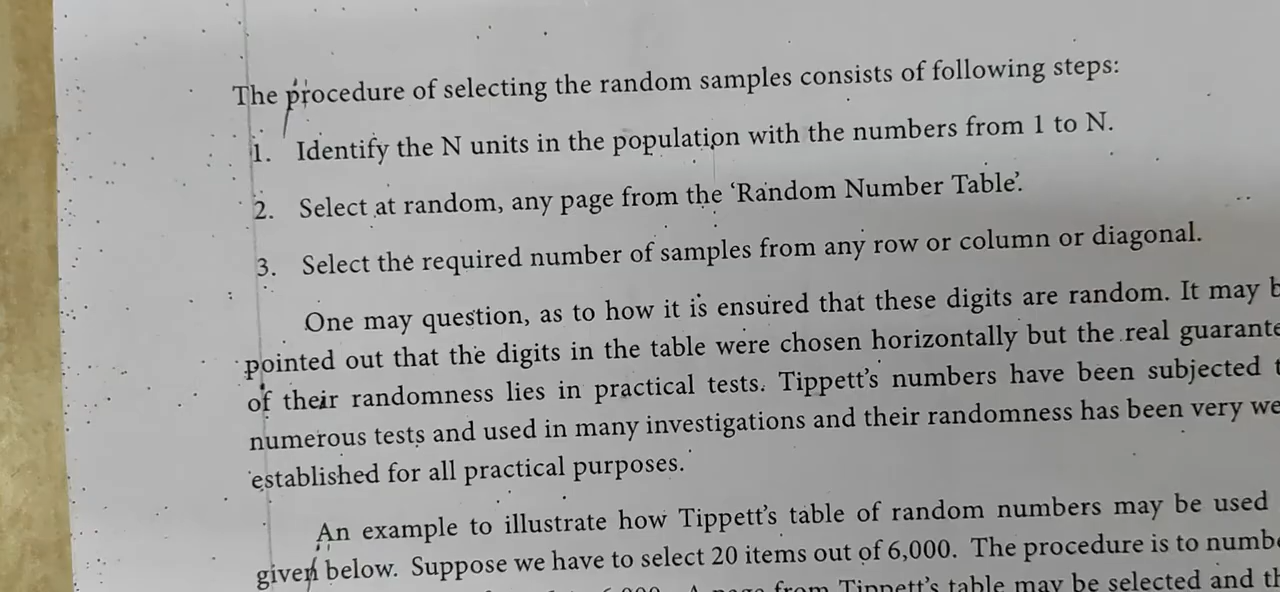 The procedure of selecting the random samples consists of following steps:
1. Identify the N units in the population with the numbers from 1 to N.
2. Select at random, any page from the ‘Random Number Table’.
3. Select the required number of samples from any row or column or diagonal.
One may question, as to how it is ensured that these digits are random. It may
pointed out that the digits in the table were chosen horizontally but the real
of their randomness lies in practical tests. Tippett’s numbers have been subjected
numerous tests and used in many investigations and their randomness has been very
established for all practical purposes.
An example to illustrate how Tippett’s table of random numbers may be used
given below. Suppose we have to select 20 items out of 6,000. The procedure is to
from Tippett’s table may be selected and